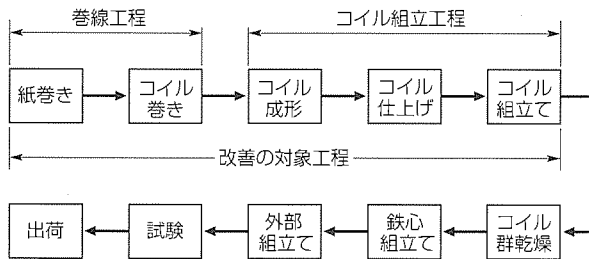 巻線工程
コイル組立工程
紙巻き
コイル
巻き
コイル
成形
コイル
仕上げ
コイル
組立て
改善の対象工程
出荷
試験
外部
組立て
鉄心
組立て
コイル
群乾燥